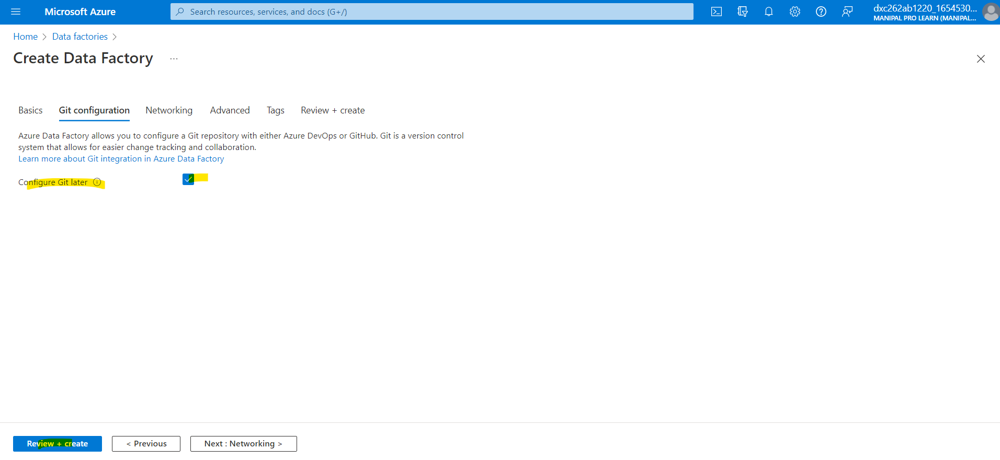 Microsoft Azure
Search resources, services, and docs (G+/)
dxc262ab1220_1654530...
MANIPAL PRO LEARN (MANIPAL...
Home > Data factories >
Create Data Factory ...
Basics Git configuration Networking Advanced Tags Review + create
Azure Data Factory allows you to configure a Git repository with either Azure DevOps or GitHub. Git is a version control
system that allows for easier change tracking and collaboration.
Learn more about Git integration in Azure Data Factory
Configure Git later
Review + create < Previous Next : Networking >